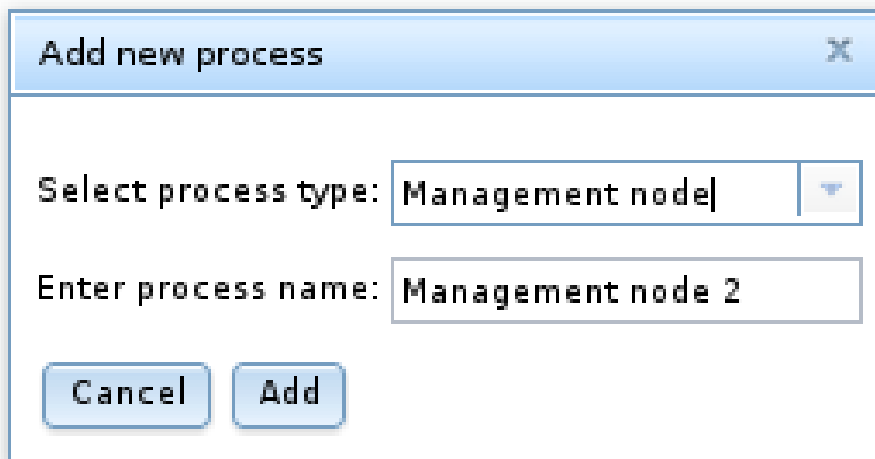 Add new process
Select process type: Management node
Enter process name: Management node 2
Cancel Add